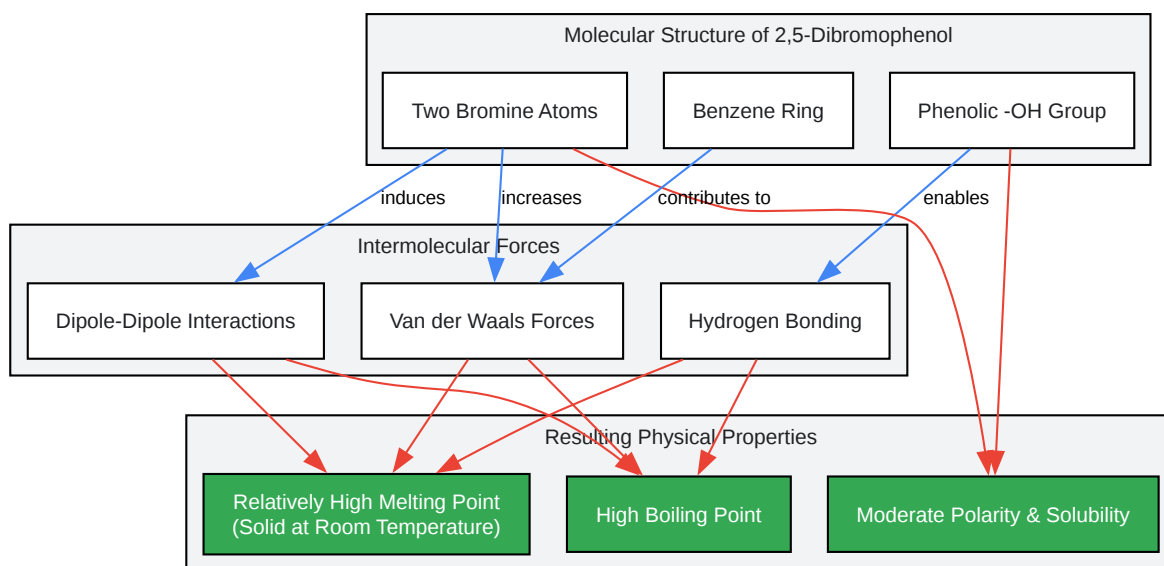 Molecular Structure of 2,5-Dibromophenol
Two Bromine Atoms
Benzene Ring
Phenolic -OH Group
induces
increases
contributes to
enables
Intermolecular Forces
Dipole-Dipole Interactions
Van der Waals Forces
Hydrogen Bonding
Resulting Physical Properties
Relatively High Melting Point
(Solid at Room Temperature)
High Boiling Point
Moderate Polarity & Solubility